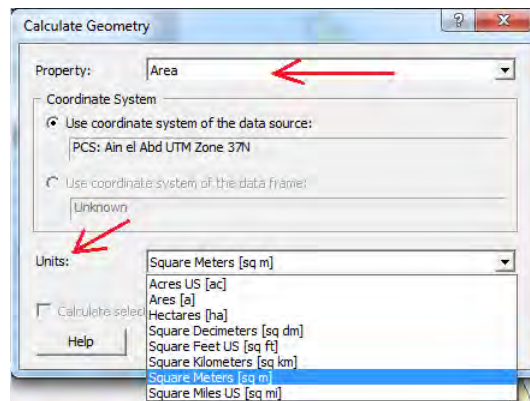 Calculate Geometry
Property: Area
Coordinate System
Use coordinate system of the data source:
PCS: Ain el Abd UTM Zone 37N
Use coordinate system of the data frame:
Unknown
Units: Square Meters [sq m]
Acres US [ac]
Ares [a]
Hectares [ha]
Calculate selec
Square Decimeters [sq dm]
Square Feet US [sq ft]
Help
Square Kilometers [sq km]
Square Meters [sq m]
Square Miles US [sq mi]